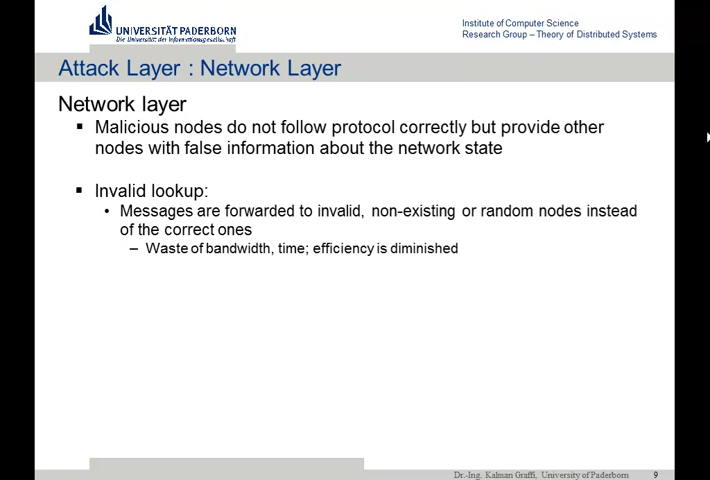 UNIVERSITÄT PADERBORN
Die Universität der Informationsgesellschaft
Institute of Computer Science
Research Group – Theory of Distributed Systems
Attack Layer : Network Layer
Network layer
▪ Malicious nodes do not follow protocol correctly but provide other
nodes with false information about the network state
▪ Invalid lookup:
• Messages are forwarded to invalid, non-existing or random nodes instead
of the correct ones
– Waste of bandwidth, time; efficiency is diminished
Dr.-Ing. Kalman Graffi, University of Paderborn 9